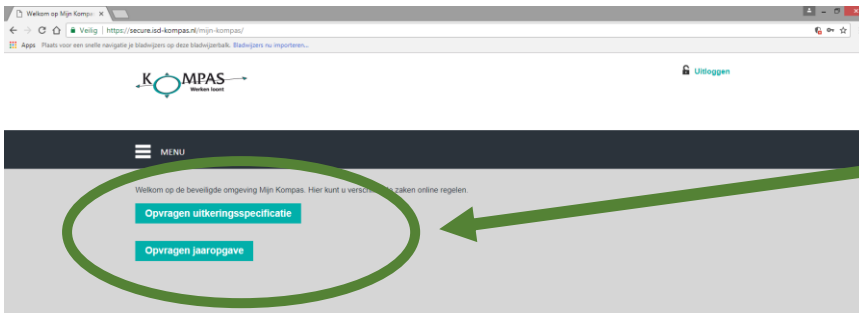 Welkom op Mijn Kompas
Veilig | https://secure.isd-kompas.nl/mijn-kompas/
Apps Plaats voor een snelle navigatie je bladwijzers op deze bladwijzerbalk. Bladwijzers nu importeren...
KOMPAS
Werken loont
Uitloggen
MENU
Welkom op de beveiligde omgeving Mijn Kompas. Hier kunt u zaken online regelen.
Opvragen uitkeringsspecificatie
Opvragen jaaropgave